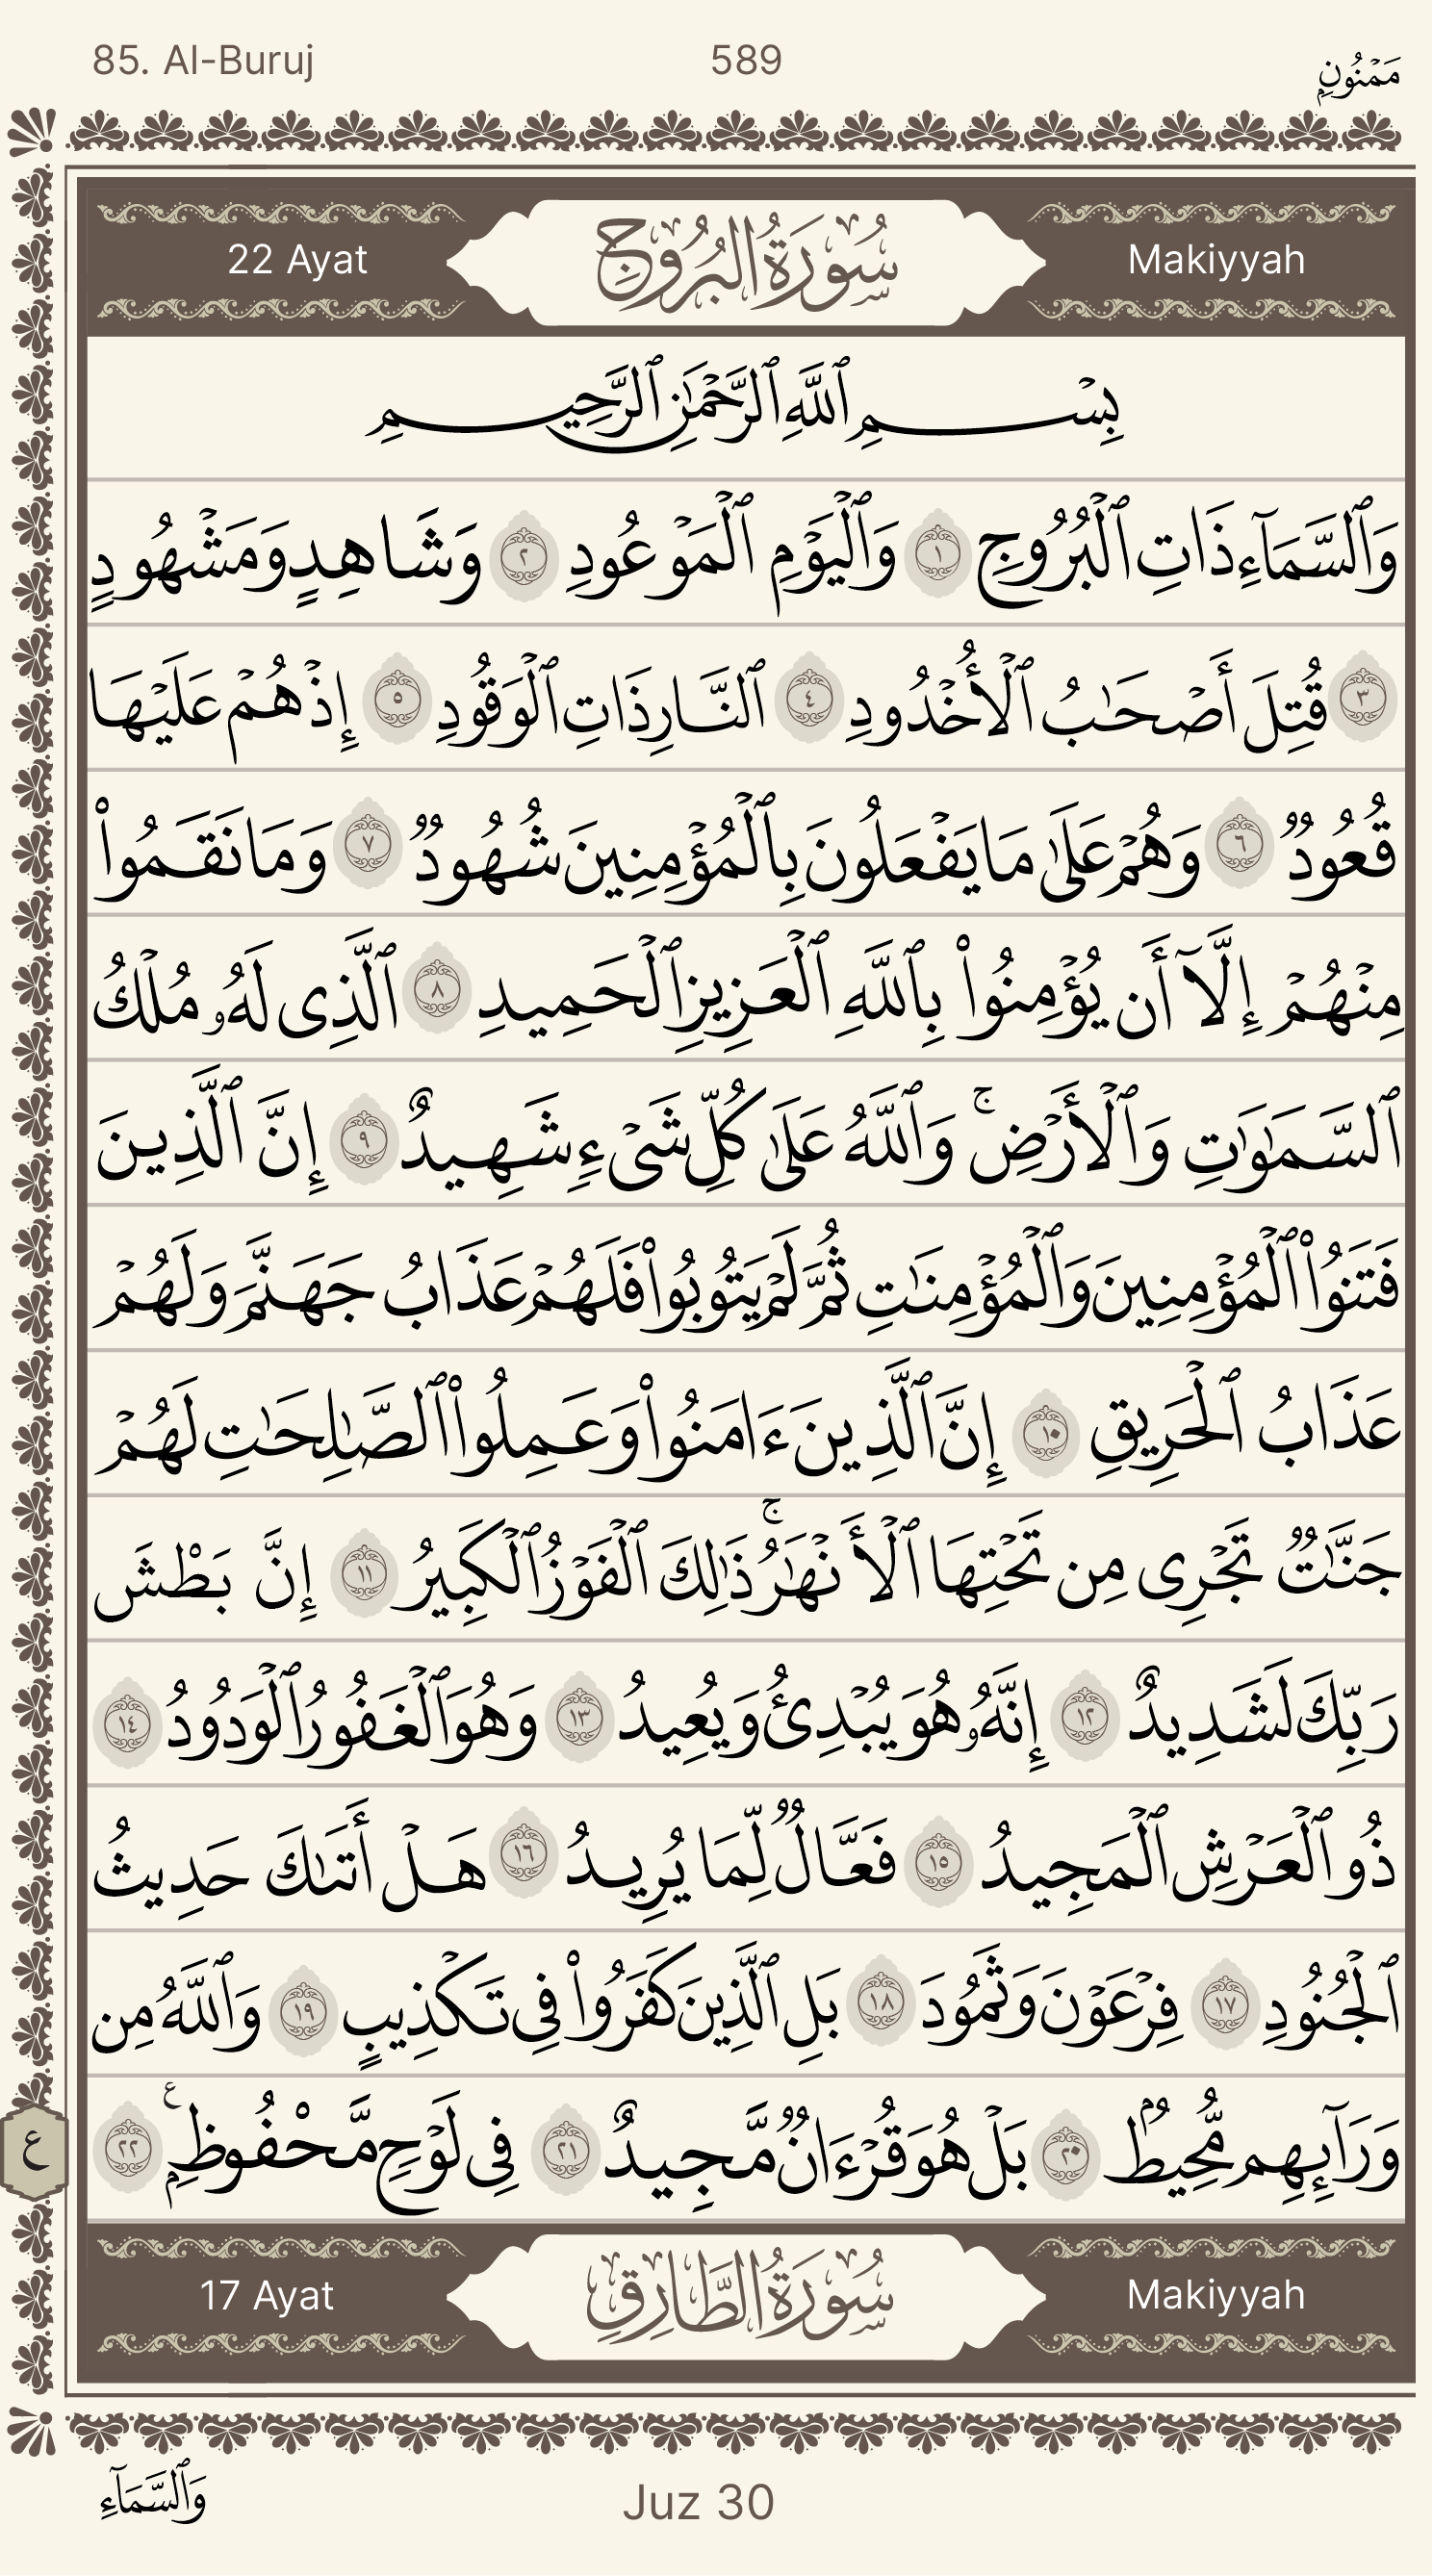 85. Al-Buruj 589 مَمۡنُونٍۭ
22 Ayat سُورَةُ البُرُوجِ Makiyyah
بِسۡمِ ٱللَّهِ ٱلرَّحۡمَٰنِ ٱلرَّحِيمِ
وَٱلسَّمَآءِ ذَاتِ ٱلۡبُرُوجِ ١ وَٱلۡيَوۡمِ ٱلۡمَوۡعُودِ ٢ وَشَاهِدٍ وَمَشۡهُودٍ
٣ قُتِلَ أَصۡحَٰبُ ٱلۡأُخۡدُودِ ٤ ٱلنَّارِ ذَاتِ ٱلۡوَقُودِ ٥ إِذۡ هُمۡ عَلَيۡهَا
قُعُودٌ ٦ وَهُمۡ عَلَىٰ مَا يَفۡعَلُونَ بِٱلۡمُؤۡمِنِينَ شُهُودٌ ٧ وَمَا نَقَمُواْ
مِنۡهُمۡ إِلَّآ أَن يُؤۡمِنُواْ بِٱللَّهِ ٱلۡعَزِيزِ ٱلۡحَمِيدِ ٨ ٱلَّذِي لَهُۥ مُلۡكُ
ٱلسَّمَٰوَٰتِ وَٱلۡأَرۡضِۚ وَٱللَّهُ عَلَىٰ كُلِّ شَيۡءٖ شَهِيدٌ ٩ إِنَّ ٱلَّذِينَ
فَتَنُواْ ٱلۡمُؤۡمِنِينَ وَٱلۡمُؤۡمِنَٰتِ ثُمَّ لَمۡ يَتُوبُواْ فَلَهُمۡ عَذَابُ جَهَنَّمَ وَلَهُمۡ
عَذَابُ ٱلۡحَرِيقِ ١٠ إِنَّ ٱلَّذِينَ ءَامَنُواْ وَعَمِلُواْ ٱلصَّٰلِحَٰتِ لَهُمۡ
جَنَّٰتٞ تَجۡرِي مِن تَحۡتِهَا ٱلۡأَنۡهَٰرُۚ ذَٰلِكَ ٱلۡفَوۡزُ ٱلۡكَبِيرُ ١١ إِنَّ بَطۡشَ
رَبِّكَ لَشَدِيدٌ ١٢ إِنَّهُۥ هُوَ يُبۡدِئُ وَيُعِيدُ ١٣ وَهُوَ ٱلۡغَفُورُ ٱلۡوَدُودُ ١٤
ذُو ٱلۡعَرۡشِ ٱلۡمَجِيدُ ١٥ فَعَّالٞ لِّمَا يُرِيدُ ١٦ هَلۡ أَتَىٰكَ حَدِيثُ
ٱلۡجُنُودِ ١٧ فِرۡعَوۡنَ وَثَمُودَ ١٨ بَلِ ٱلَّذِينَ كَفَرُواْ فِي تَكۡذِيبٍ ١٩ وَٱللَّهُ مِن
وَرَآئِهِم مُّحِيطُۢ ٢٠ بَلۡ هُوَ قُرۡءَانٞ مَّجِيدٌ ٢١ فِي لَوۡحٖ مَّحۡفُوظِۭ ٢٢
ع
17 Ayat سُورَةُ الطَّارِقِ Makiyyah
وَٱلسَّمَآءِ Juz 30